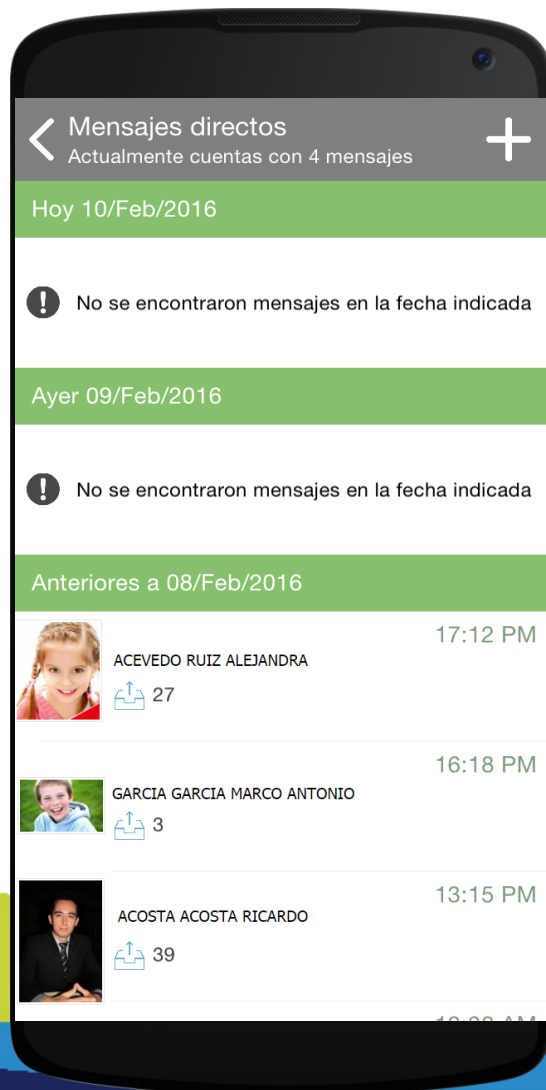 Mensajes directos
Actualmente cuentas con 4 mensajes
Hoy 10/Feb/2016
No se encontraron mensajes en la fecha indicada
Ayer 09/Feb/2016
No se encontraron mensajes en la fecha indicada
Anteriores a 08/Feb/2016
17:12 PM
ACEVEDO RUIZ ALEJANDRA
27
16:18 PM
GARCIA GARCIA MARCO ANTONIO
3
13:15 PM
ACOSTA ACOSTA RICARDO
39